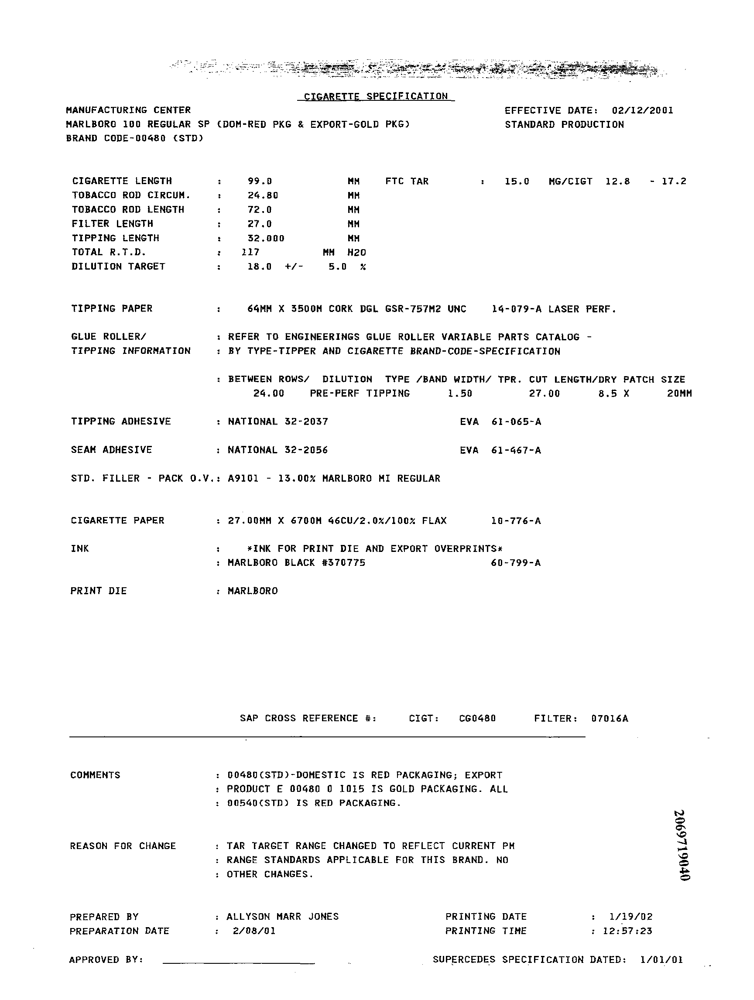 CIGARETTE SPECIFICATION
MANUFACTURING CENTER EFFECTIVE DATE: 02/12/2001
MARLBORO 100 REGULAR SP (DOM-RED PKG & EXPORT-GOLD PKG) STANDARD PRODUCTION
BRAND CODE-00480 (STD)
CIGARETTE LENGTH : 99.0 MM FTC TAR : 15.0 MG/CIGT 12.8 - 17.2
TOBACCO ROD CIRCUM. : 24.80 MM
TOBACCO ROD LENGTH : 72.0 MM
FILTER LENGTH : 27.0 MM
TIPPING LENGTH : 32.000 MM
TOTAL R.T.D. : 117 MM H2O
DILUTION TARGET : 18.0 +/- 5.0 %
TIPPING PAPER : 64MM X 3500M CORK DGL GSR-757M2 UNC 14-079-A LASER PERF.
GLUE ROLLER/ : REFER TO ENGINEERINGS GLUE ROLLER VARIABLE PARTS CATALOG -
TIPPING INFORMATION : BY TYPE-TIPPER AND CIGARETTE BRAND-CODE-SPECIFICATION
: BETWEEN ROWS/ DILUTION TYPE /BAND WIDTH/ TPR. CUT LENGTH/DRY PATCH SIZE
24.00 PRE-PERF TIPPING 1.50 27.00 8.5 X 20MM
TIPPING ADHESIVE : NATIONAL 32-2037 EVA 61-065-A
SEAM ADHESIVE : NATIONAL 32-2056 EVA 61-467-A
STD. FILLER - PACK O.V.: A9101 - 13.00% MARLBORO MI REGULAR
CIGARETTE PAPER : 27.00MM X 6700M 46CU/2.0%/100% FLAX 10-776-A
INK : *INK FOR PRINT DIE AND EXPORT OVERPRINTS*
: MARLBORO BLACK #370775 60-799-A
PRINT DIE : MARLBORO
SAP CROSS REFERENCE #: CIGT: CG0480 FILTER: 07016A
COMMENTS : 00480(STD)-DOMESTIC IS RED PACKAGING; EXPORT
: PRODUCT E 00480 0 1015 IS GOLD PACKAGING. ALL
: 00540(STD) IS RED PACKAGING.
REASON FOR CHANGE : TAR TARGET RANGE CHANGED TO REFLECT CURRENT PM
: RANGE STANDARDS APPLICABLE FOR THIS BRAND. NO
: OTHER CHANGES.
2069719040
PREPARED BY : ALLYSON MARR JONES PRINTING DATE : 1/19/02
PREPARATION DATE : 2/08/01 PRINTING TIME : 12:57:23
APPROVED BY: SUPERCEDES SPECIFICATION DATED: 1/01/01